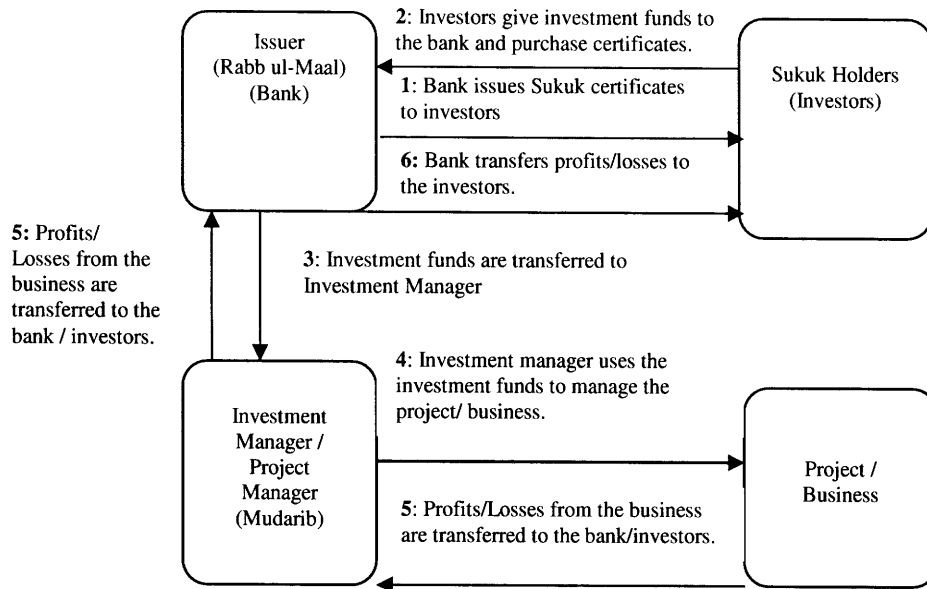 Issuer
(Rabb ul-Maal)
(Bank)
2: Investors give investment funds to
the bank and purchase certificates.
1: Bank issues Sukuk certificates
to investors
6: Bank transfers profits/losses to
the investors.
Sukuk Holders
(Investors)
5: Profits/
Losses from the
business are
transferred to the
bank / investors.
3: Investment funds are transferred to
Investment Manager
4: Investment manager uses the
investment funds to manage the
project/ business.
Investment
Manager /
Project
Manager
(Mudarib)
5: Profits/Losses from the business
are transferred to the bank/investors.
Project /
Business